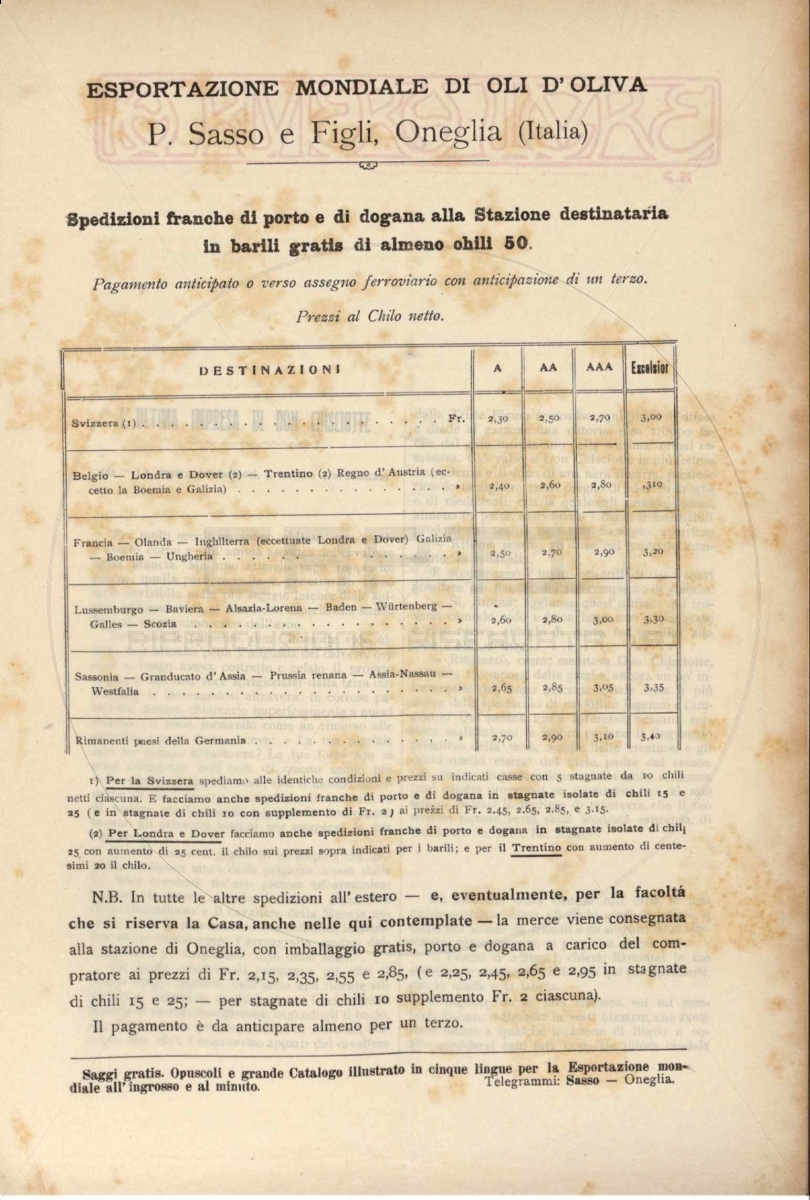 ESPORTAZIONE MONDIALE DI OLI D'OLIVA
P. Sasso e Figli, Oneglia (Italia)
Spedizioni franche di porto e di dogana alla Stazione destinataria
in barili gratis di almeno chili 50.
Pagamento anticipato o verso assegno ferroviario con anticipazione di un terzo.
Prezzi al Chilo netto.
DESTINAZIONI A AA AAA Excelsior
Svizzera (1) . . . . . . . . . . . . . . . . . . . . Fr. 2,30 2,50 2,70 3,00
Belgio — Londra e Dover (2) — Trentino (2) Regno d'Austria (ec-
cetto la Boemia e Galizia) . . . . . . . . . . . . . . . » 2,40 2,60 2,80 ,310
Francia — Olanda — Inghilterra (eccettuate Londra e Dover) Galizia
— Boemia — Ungheria . . . . . . . . . . . . » 2,50 2,70 2,90 3,20
Lussemburgo — Baviera — Alsazia-Lorena — Baden — Würtenberg —
Galles — Scozia . . . . . . . . . . . . . . . . . » 2,60 2,80 3,00 3,30
Sassonia — Granducato d'Assia — Prussia renana — Assia-Nassau —
Westfalia . . . . . . . . . . . . . . . . . . . » 2,65 2,85 3,05 3,35
Rimanenti paesi della Germania . . . . . . . . . . . . . » 2,70 2,90 3,10 3,40
1) Per la Svizzera spediamo alle identiche condizioni e prezzi su indicati casse con 5 stagnate da 10 chili
netti ciascuna. E facciamo anche spedizioni franche di porto e di dogana in stagnate isolate di chili 15 e
25 (e in stagnate di chili 10 con supplemento di Fr. 2) ai prezzi di Fr. 2.45, 2.65, 2.85, e 3.15.
(2) Per Londra e Dover facciamo anche spedizioni franche di porto e dogana in stagnate isolate di chili
25 con aumento di 25 cent. il chilo sui prezzi sopra indicati per i barili; e per il Trentino con aumento di cente-
simi 20 il chilo.
N.B. In tutte le altre spedizioni all'estero — e, eventualmente, per la facoltá
che si riserva la Casa, anche nelle qui contemplate — la merce viene consegnata
alla stazione di Oneglia, con imballaggio gratis, porto e dogana a carico del com-
pratore ai prezzi di Fr. 2,15, 2,35, 2,55 e 2,85, (e 2,25, 2,45, 2,65 e 2,95 in stagnate
di chili 15 e 25; — per stagnate di chili 10 supplemento Fr. 2 ciascuna).
Il pagamento è da anticipare almeno per un terzo.
Saggi gratis. Opuscoli e grande Catalogo illustrato in cinque lingue per la Esportazione mon-
diale all'ingrosso e al minuto. Telegrammi: Sasso — Oneglia.